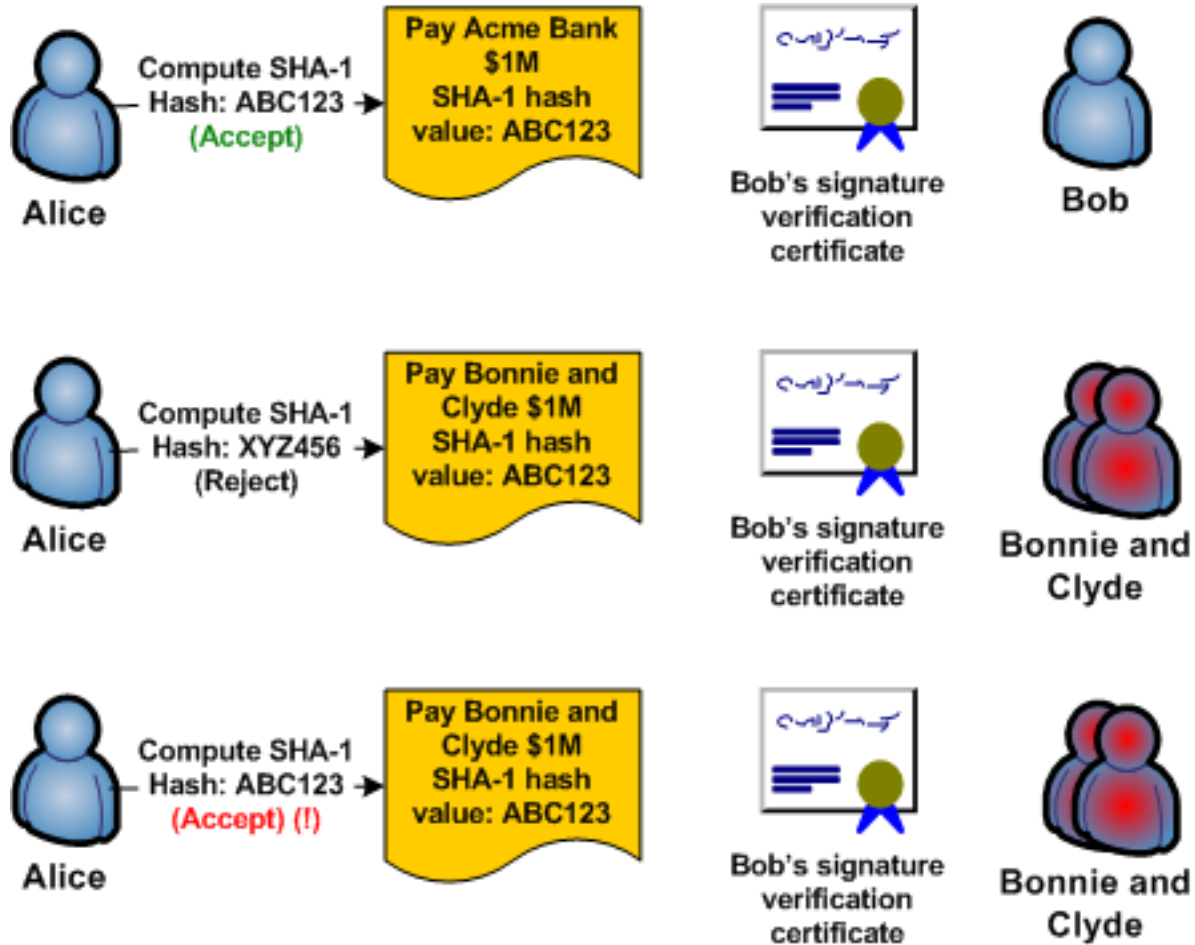 Compute SHA-1
Hash: ABC123
(Accept)
Alice
Pay Acme Bank
$1M
SHA-1 hash
value: ABC123
Bob's signature
verification
certificate
Bob
Compute SHA-1
Hash: XYZ456
(Reject)
Alice
Pay Bonnie and
Clyde $1M
SHA-1 hash
value: ABC123
Bob's signature
verification
certificate
Bonnie and
Clyde
Compute SHA-1
Hash: ABC123
(Accept) (!)
Alice
Pay Bonnie and
Clyde $1M
SHA-1 hash
value: ABC123
Bob's signature
verification
certificate
Bonnie and
Clyde